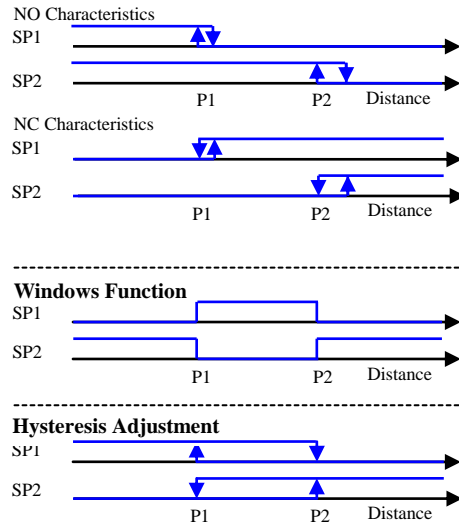 NO Characteristics
SP1
SP2
P1 P2 Distance
NC Characteristics
SP1
SP2
P1 P2 Distance
Windows Function
SP1
SP2
P1 P2 Distance
Hysteresis Adjustment
SP1
SP2
P1 P2 Distance